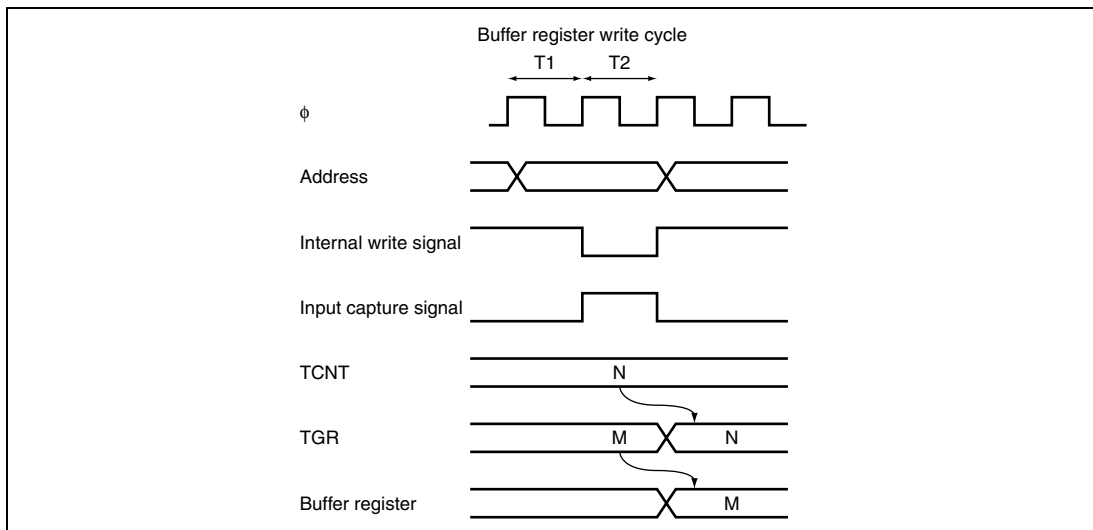 Buffer register write cycle
T1 T2
ϕ
Address
Internal write signal
Input capture signal
TCNT N
TGR M N
Buffer register M